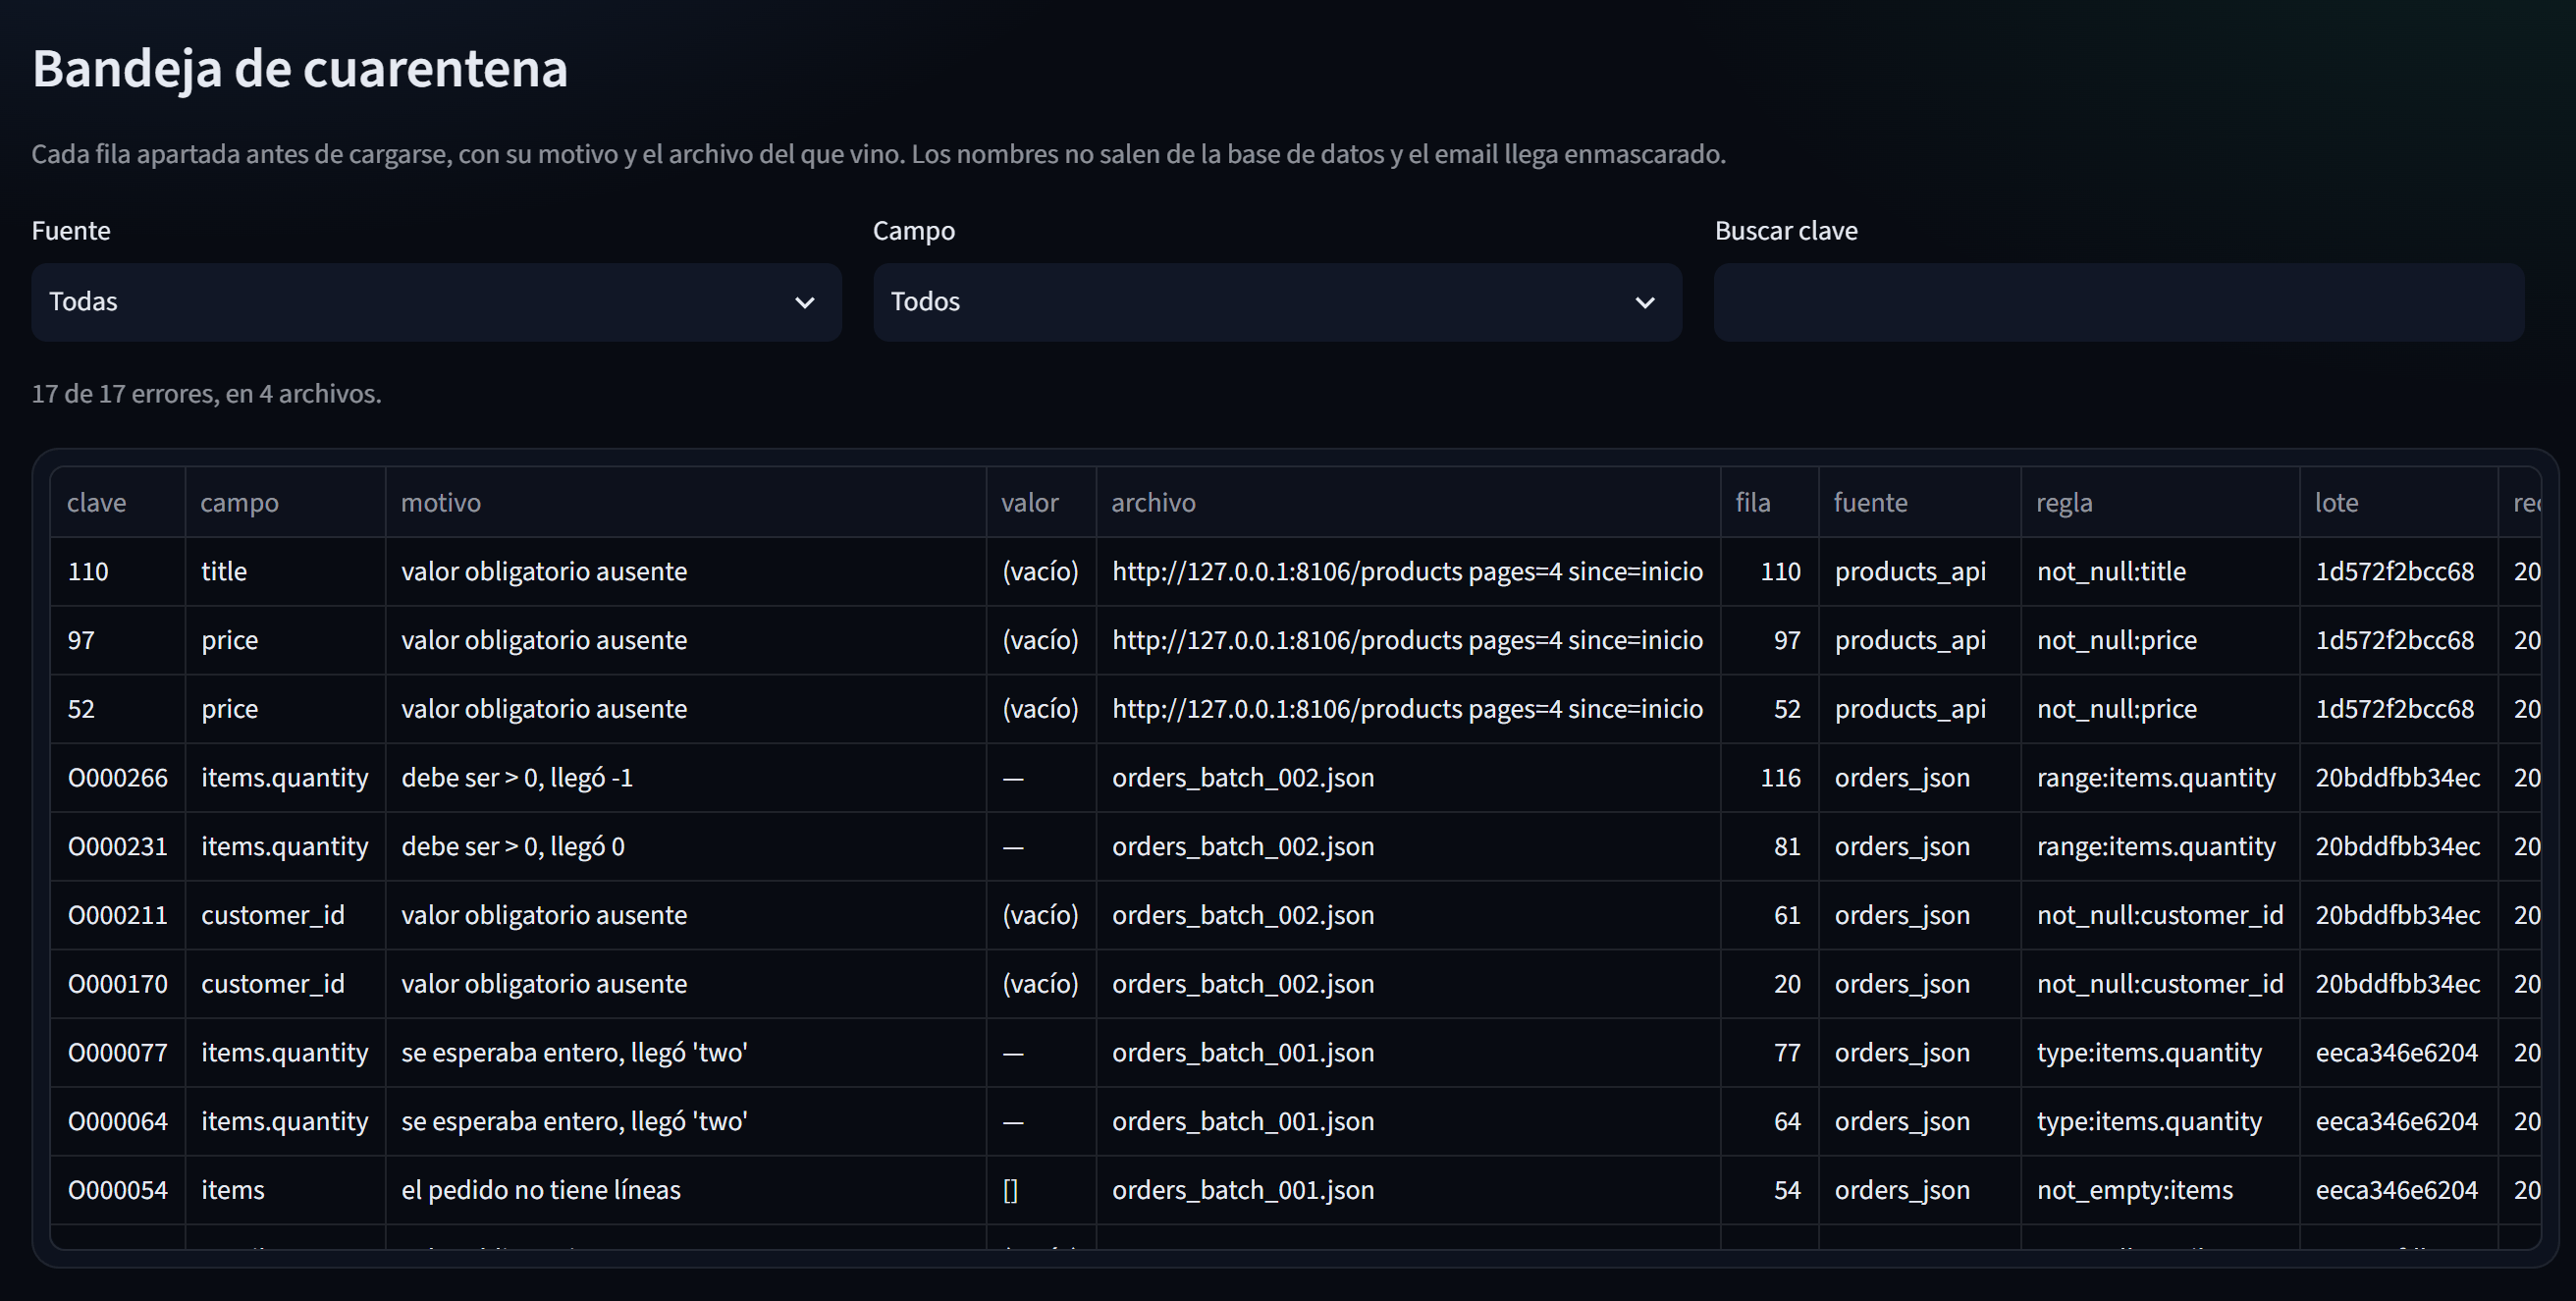 Bandeja de cuarentena
Cada fila apartada antes de cargarse, con su motivo y el archivo del que vino. Los nombres no salen de la base de datos y el email llega enmascarado.
Fuente Campo Buscar clave
Todas Todos
17 de 17 errores, en 4 archivos.
clave campo motivo valor archivo fila fuente regla lote
110 title valor obligatorio ausente (vacío) http://127.0.0.1:8106/products pages=4 since=inicio 110 products_api not_null:title 1d572f2bcc68 20
97 price valor obligatorio ausente (vacío) http://127.0.0.1:8106/products pages=4 since=inicio 97 products_api not_null:price 1d572f2bcc68 20
52 price valor obligatorio ausente (vacío) http://127.0.0.1:8106/products pages=4 since=inicio 52 products_api not_null:price 1d572f2bcc68 20
O000266 items.quantity debe ser > 0, llegó -1 — orders_batch_002.json 116 orders_json range:items.quantity 20bddfbb34ec 20
O000231 items.quantity debe ser > 0, llegó 0 — orders_batch_002.json 81 orders_json range:items.quantity 20bddfbb34ec 20
O000211 customer_id valor obligatorio ausente (vacío) orders_batch_002.json 61 orders_json not_null:customer_id 20bddfbb34ec 20
O000170 customer_id valor obligatorio ausente (vacío) orders_batch_002.json 20 orders_json not_null:customer_id 20bddfbb34ec 20
O000077 items.quantity se esperaba entero, llegó 'two' — orders_batch_001.json 77 orders_json type:items.quantity eeca346e6204 20
O000064 items.quantity se esperaba entero, llegó 'two' — orders_batch_001.json 64 orders_json type:items.quantity eeca346e6204 20
O000054 items el pedido no tiene líneas [] orders_batch_001.json 54 orders_json not_empty:items eeca346e6204 20